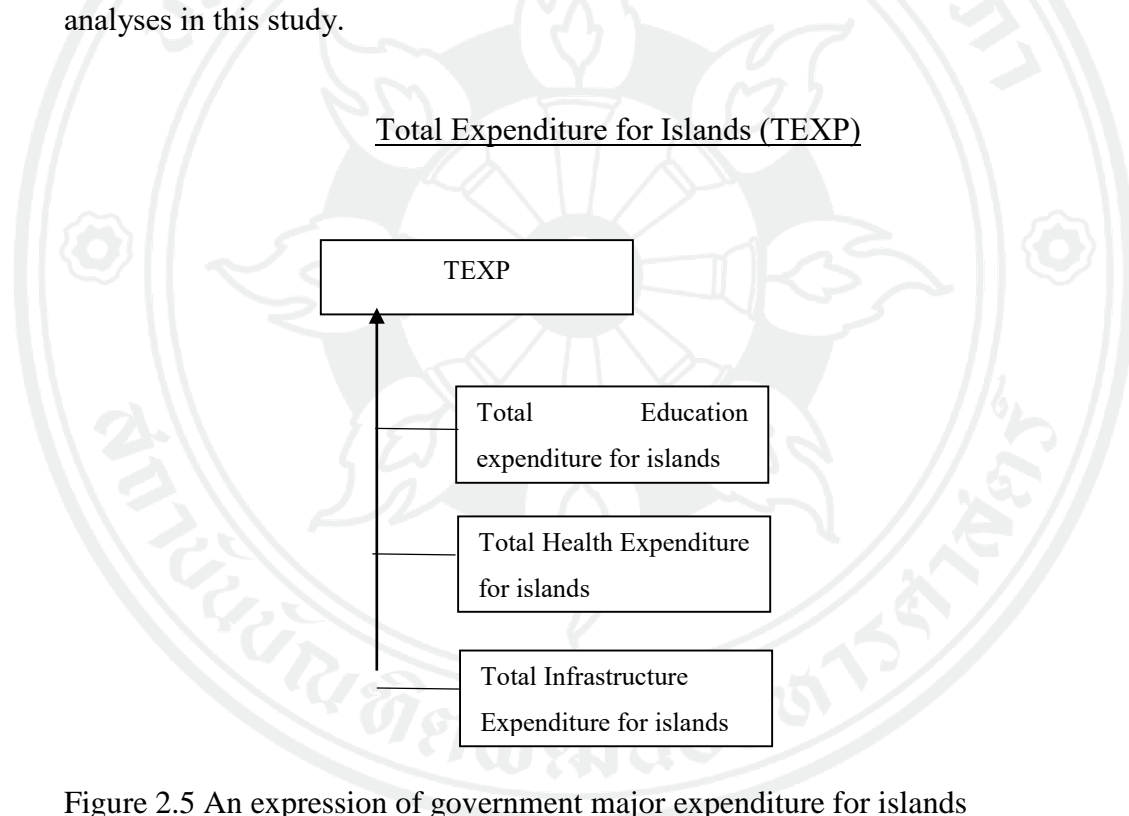 analyses in this study.
Total Expenditure for Islands (TEXP)
TEXP
Total Education
expenditure for islands
Total Health Expenditure
for islands
Total Infrastructure
Expenditure for islands
Figure 2.5 An expression of government major expenditure for islands